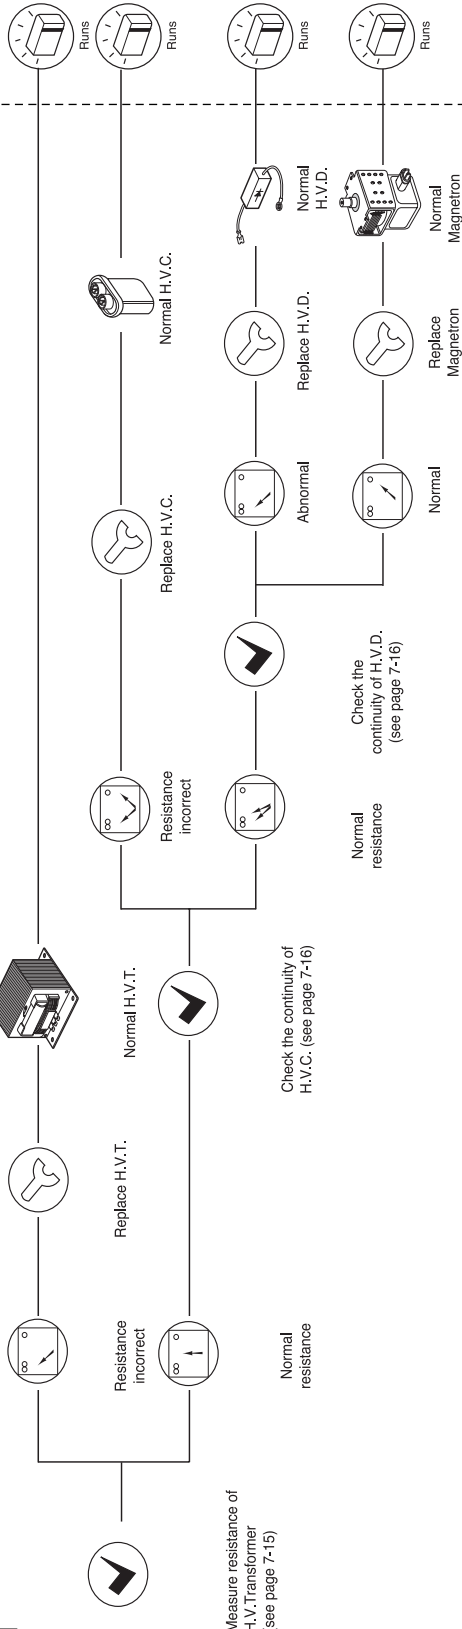 Measure resistance of
H.V.Transformer
(see page 7-15)
Resistance
incorrect
Replace H.V.T.
Normal H.V.T.
Runs
Normal
resistance
Check the continuity of
H.V.C. (see page 7-16)
Resistance
incorrect
Replace H.V.C.
Normal H.V.C.
Runs
Normal
resistance
Check the
continuity of H.V.D.
(see page 7-16)
Abnormal
Replace H.V.D.
Normal
H.V.D.
Runs
Normal
Replace
Magnetron
Normal
Magnetron
Runs